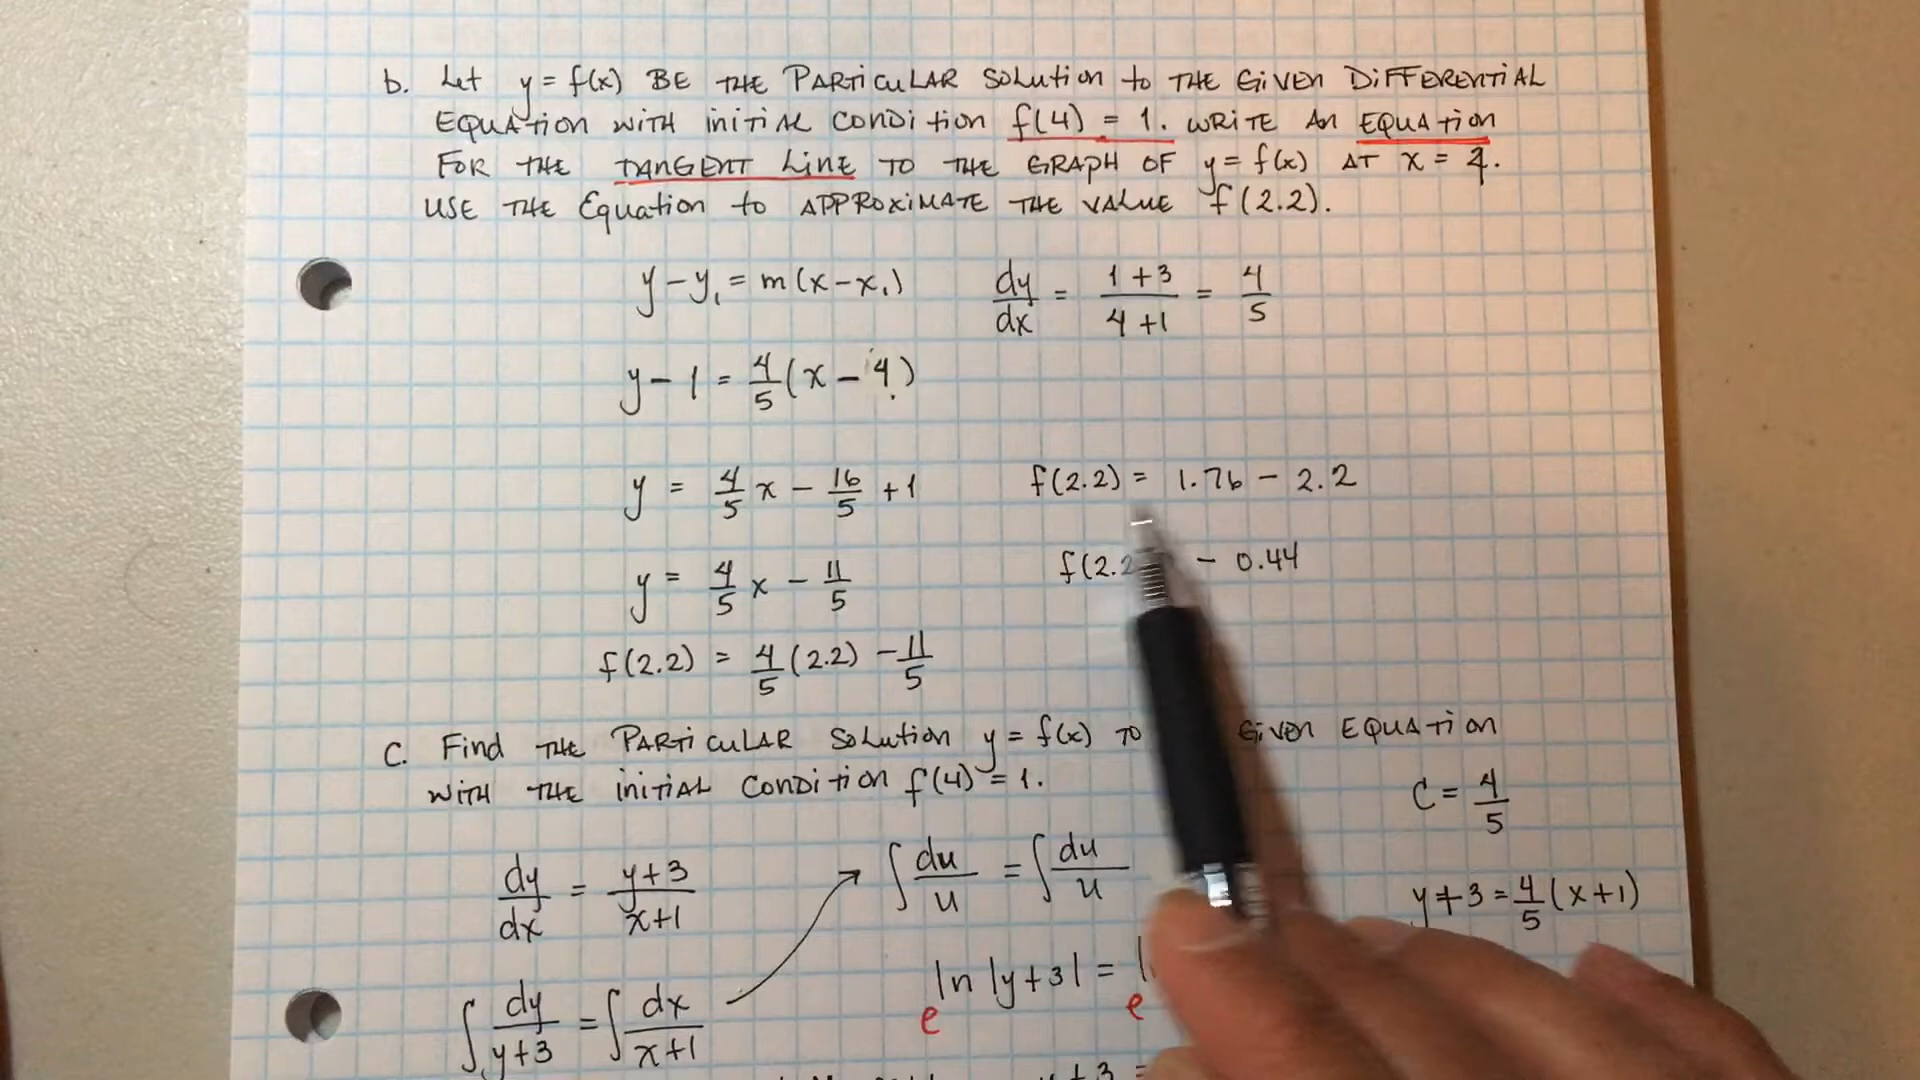 b. Let y = f(x) BE THE PARTICULAR SOLUTION TO THE GIVEN DIFFERENTIAL
EQUATION WITH INITIAL CONDITION f(4) = 1. WRITE AN EQUATION
FOR THE TANGENT LINE TO THE GRAPH OF y = f(x) AT x = 4.
USE THE Equation to APPROXIMATE THE VALUE f(2.2).
y - y₁ = m(x - x₁) dy/dx = (1+3)/(4+1) = 4/5
y - 1 = 4/5(x - 4)
y = 4/5 x - 16/5 + 1 f(2.2) = 1.76 - 2.2
y = 4/5 x - 11/5 f(2.2 - 0.44
f(2.2) = 4/5(2.2) - 11/5
C. Find THE PARTICULAR SOLUTION y = f(x) TO GIVEN EQUATION
WITH THE INITIAL CONDITION f(4) = 1.
C = 4/5
dy/dx = (y+3)/(x+1) ∫ du/u = ∫ du/u
y+3 = 4/5(x+1)
∫ dy/(y+3) = ∫ dx/(x+1) ln|y+3| =
e e
y+3 =